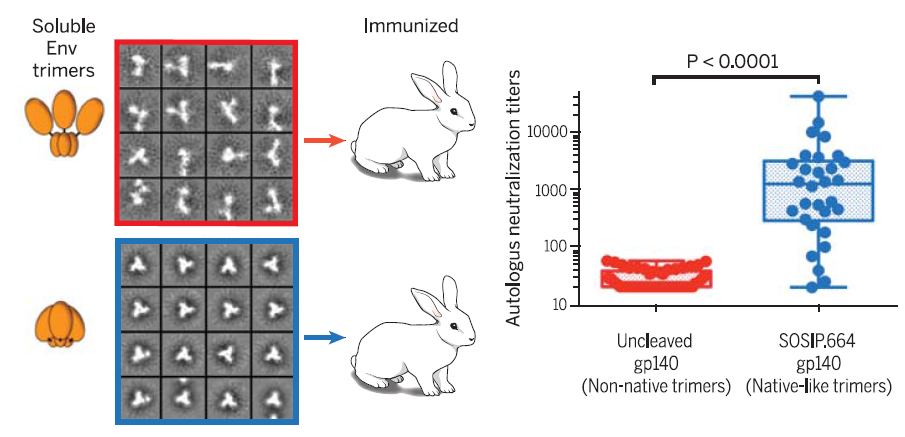 Soluble
Env
trimers
Immunized
P < 0.0001
Autologus neutralization titers
10000
1000
100
10
Uncleaved
gp140
(Non-native trimers)
SOSIP.664
gp140
(Native-like trimers)